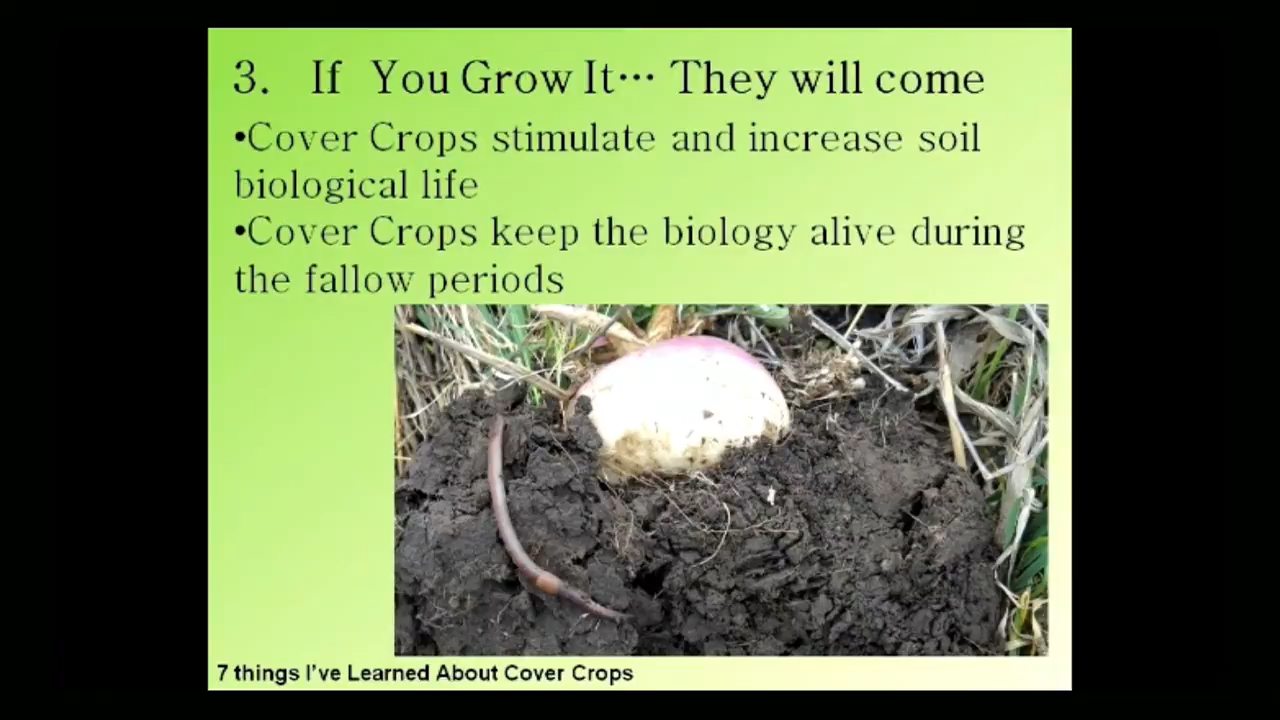 3. If You Grow It… They will come
•Cover Crops stimulate and increase soil
biological life
•Cover Crops keep the biology alive during
the fallow periods
7 things I've Learned About Cover Crops